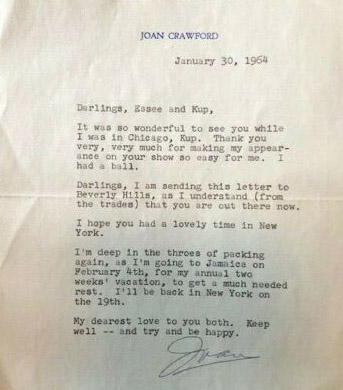 JOAN CRAWFORD
January 30, 1964
Darlings, Essee and Kup,
It was so wonderful to see you while
I was in Chicago, Kup. Thank you
very, very much for making my appear-
ance on your show so easy for me. I
had a ball.
Darlings, I am sending this letter to
Beverly Hills, as I understand (from
the trades) that you are out there now.
I hope you had a lovely time in New
York.
I'm deep in the throes of packing
again, as I'm going to Jamaica on
February 4th, for my annual two
weeks' vacation, to get a much needed
rest. I'll be back in New York on
the 19th.
My dearest love to you both. Keep
well -- and try and be happy.
Joan